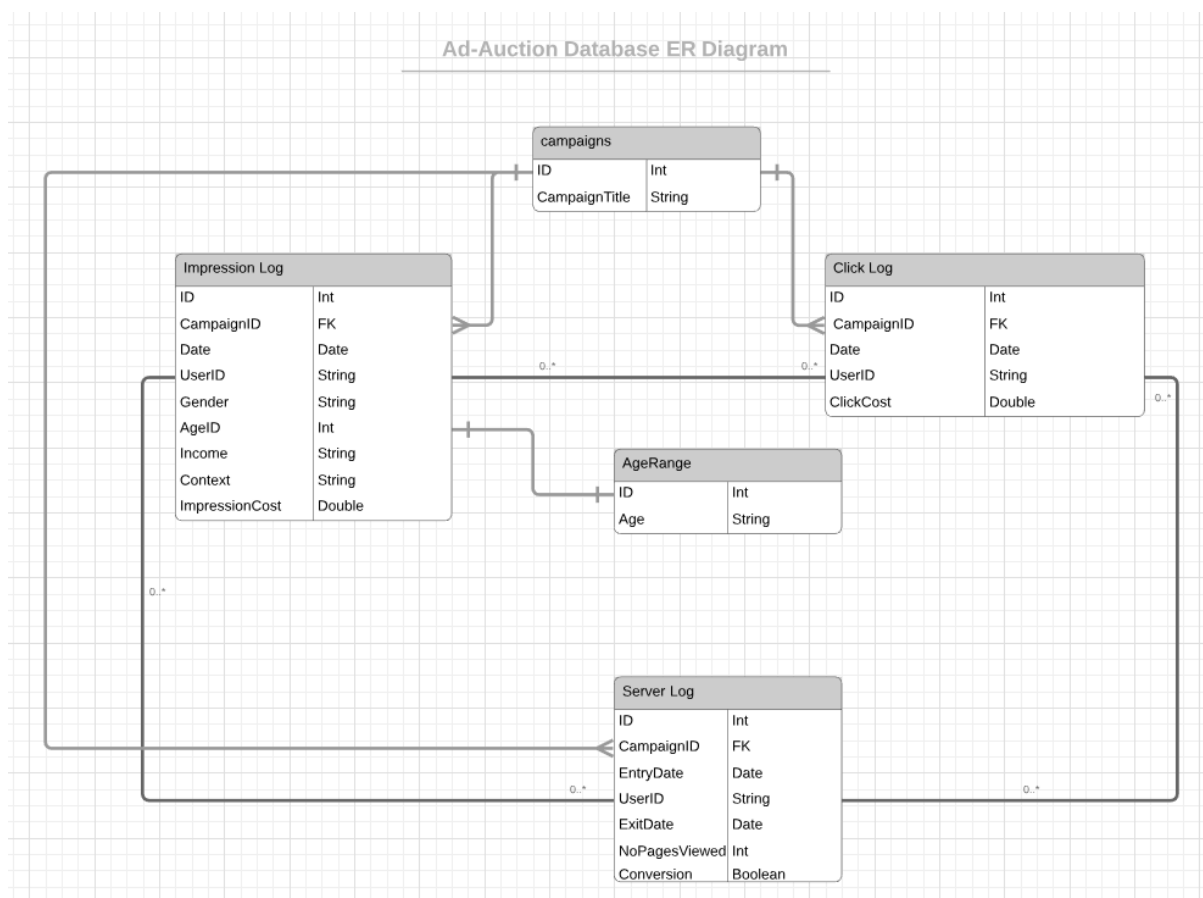 Ad-Auction Database ER Diagram
campaigns
ID Int
CampaignTitle String
Impression Log
ID Int
CampaignID FK
Date Date
UserID String
Gender String
AgeID Int
Income String
Context String
ImpressionCost Double
Click Log
ID Int
CampaignID FK
Date Date
UserID String
ClickCost Double
0..*
0..*
0..*
AgeRange
ID Int
Age String
0..*
Server Log
ID Int
CampaignID FK
EntryDate Date
UserID String
ExitDate Date
NoPagesViewed Int
Conversion Boolean
0..*
0..*